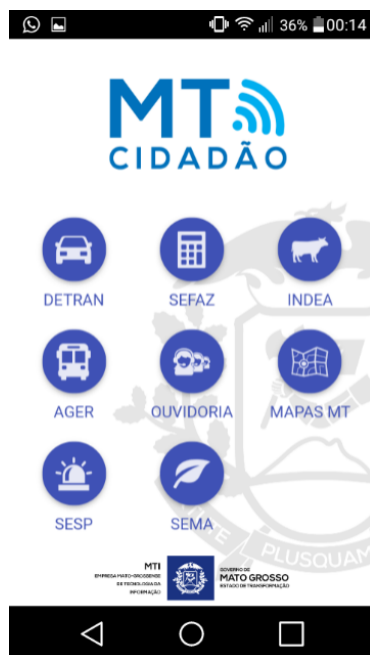 36% 00:14
MT
CIDADÃO
DETRAN SEFAZ INDEA
AGER OUVIDORIA MAPAS MT
SESP SEMA
PLUSQUAM
MTI
EMPRESA MATO-GROSSENSE
DE TECNOLOGIA DA
INFORMAÇÃO
GOVERNO DE
MATO GROSSO
ESTADO DE TRANSFORMAÇÃO